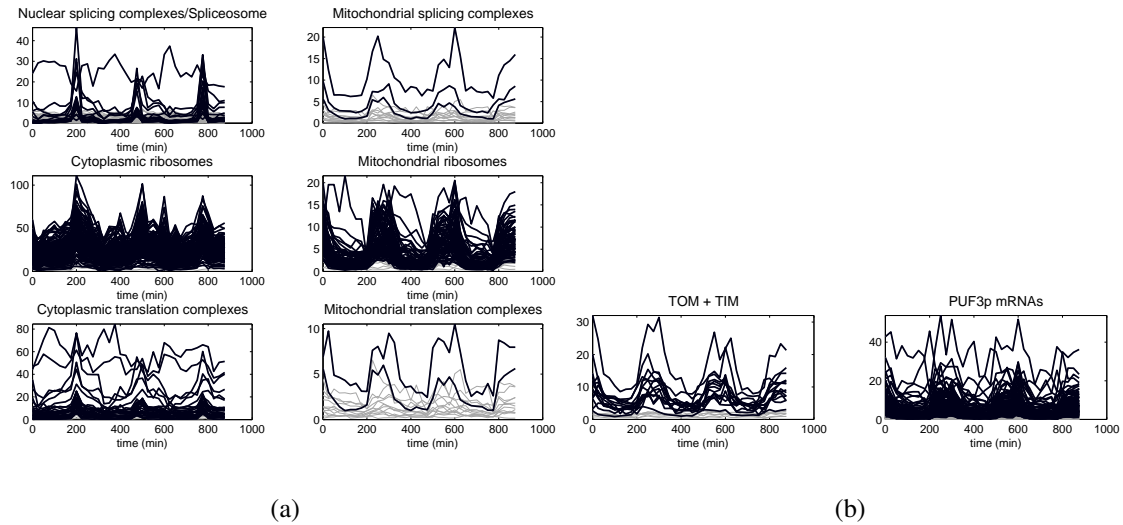 Nuclear splicing complexes/Spliceosome
40
30
20
10
0
0 200 400 600 800 1000
time (min)
Mitochondrial splicing complexes
20
15
10
5
0
0 200 400 600 800 1000
time (min)
Cytoplasmic ribosomes
100
50
0
0 200 400 600 800 1000
time (min)
Mitochondrial ribosomes
20
15
10
5
0
0 200 400 600 800 1000
time (min)
Cytoplasmic translation complexes
80
60
40
20
0
0 200 400 600 800 1000
time (min)
Mitochondrial translation complexes
10
5
0
0 200 400 600 800 1000
time (min)
TOM + TIM
30
20
10
0
0 200 400 600 800 1000
time (min)
PUF3p mRNAs
40
20
0
0 200 400 600 800 1000
time (min)
(a)
(b)